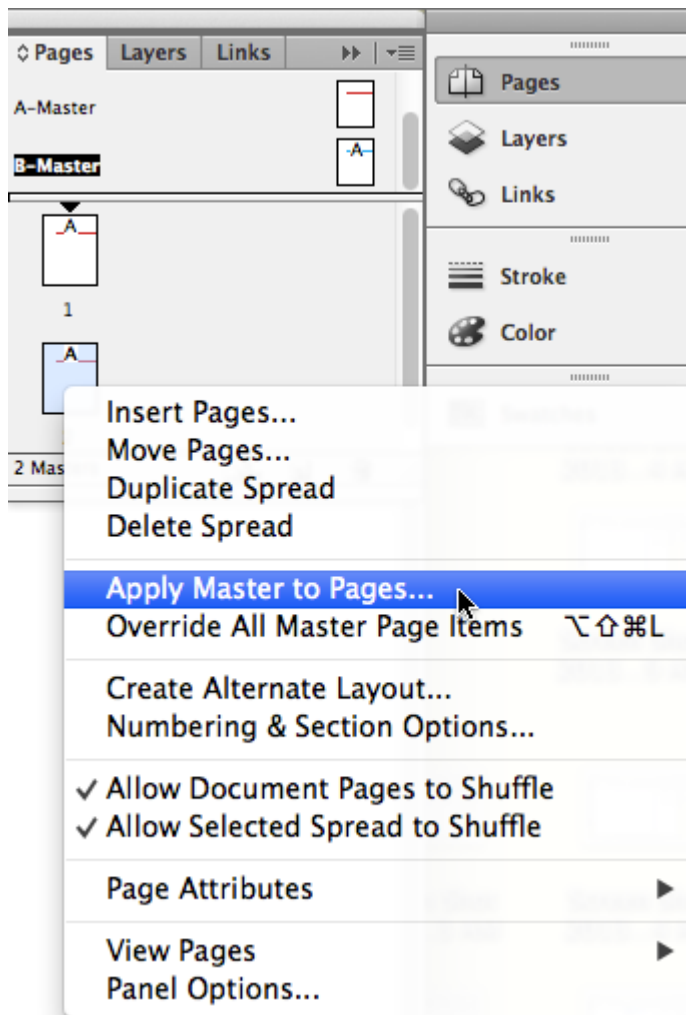 Pages Layers Links
A-Master
B-Master
A
A
1
A
2 Mas
Pages
Layers
Links
Stroke
Color
Swatches
Insert Pages...
Move Pages...
Duplicate Spread
Delete Spread
Apply Master to Pages...
Override All Master Page Items ⌥⇧⌘L
Create Alternate Layout...
Numbering & Section Options...
✓ Allow Document Pages to Shuffle
✓ Allow Selected Spread to Shuffle
Page Attributes
View Pages
Panel Options...